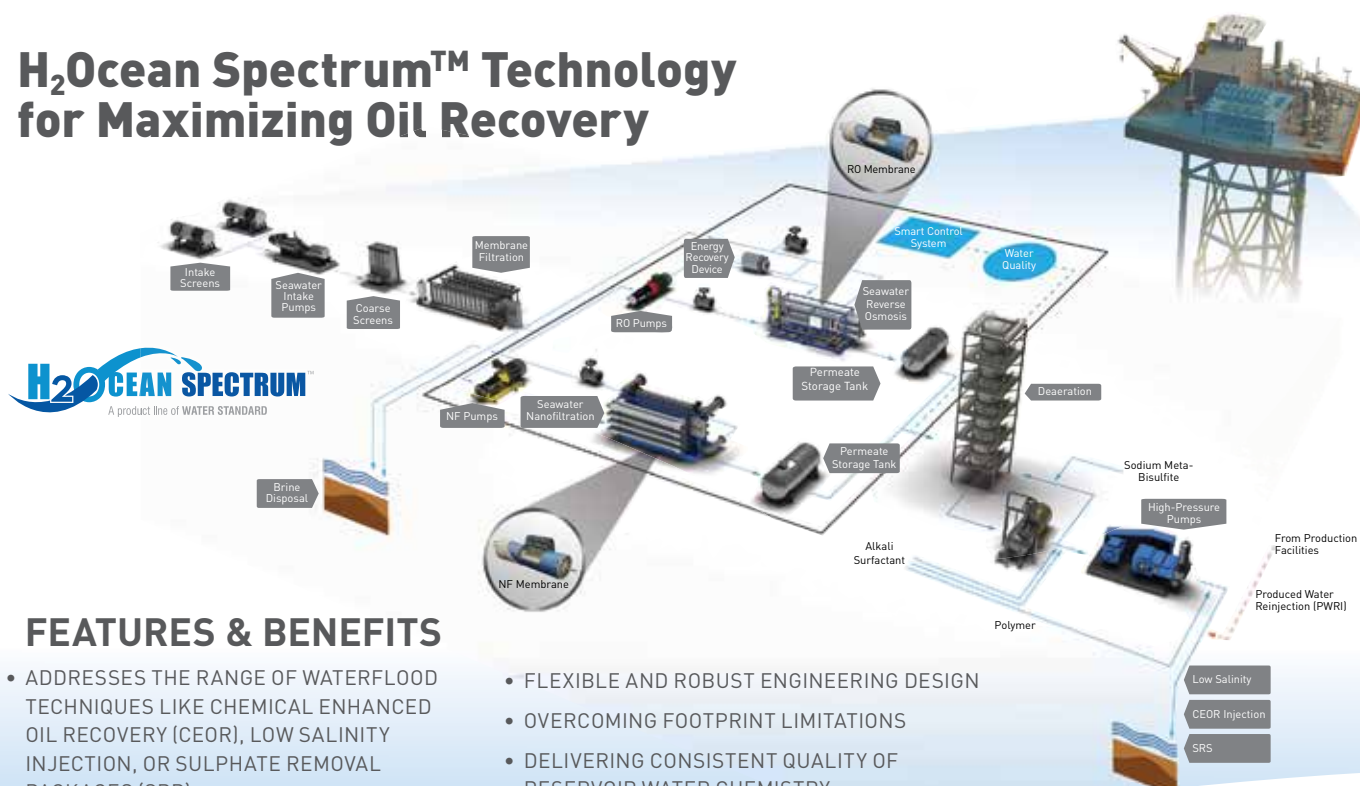 H₂Ocean Spectrum™ Technology
for Maximizing Oil Recovery
RO Membrane
Smart Control
System
Water
Quality
Energy
Recovery
Device
Membrane
Filtration
Intake
Screens
Seawater
Intake
Pumps
Coarse
Screens
RO Pumps
Seawater
Reverse
Osmosis
Permeate
Storage Tank
Deaeration
H2OCEAN SPECTRUM™
A product line of WATER STANDARD
NF Pumps
Seawater
Nanofiltration
Permeate
Storage Tank
Sodium Meta-
Bisulfite
Brine
Disposal
High-Pressure
Pumps
From Production
Facilities
Alkali
Surfactant
NF Membrane
Produced Water
Reinjection (PWRI)
Polymer
Low Salinity
CEOR Injection
SRS
FEATURES & BENEFITS
• ADDRESSES THE RANGE OF WATERFLOOD
TECHNIQUES LIKE CHEMICAL ENHANCED
OIL RECOVERY (CEOR), LOW SALINITY
INJECTION, OR SULPHATE REMOVAL
• FLEXIBLE AND ROBUST ENGINEERING DESIGN
• OVERCOMING FOOTPRINT LIMITATIONS
• DELIVERING CONSISTENT QUALITY OF
RESERVOIR WATER CHEMISTRY